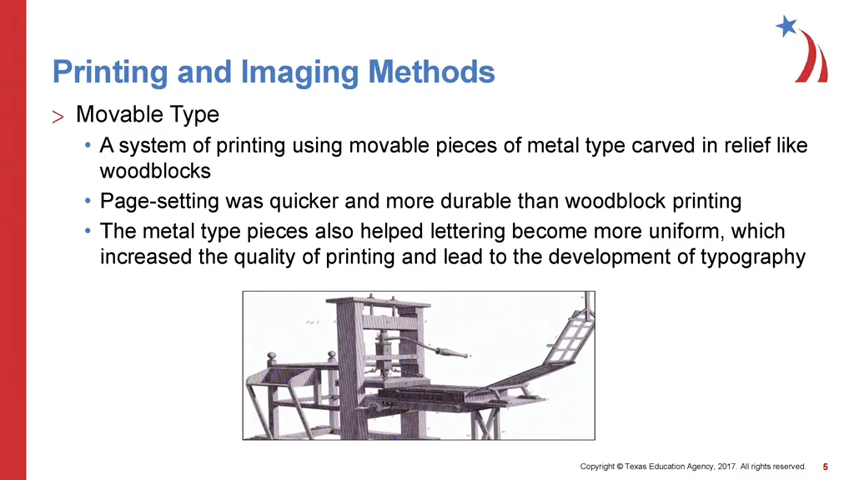 Printing and Imaging Methods
> Movable Type
• A system of printing using movable pieces of metal type carved in relief like
woodblocks
• Page-setting was quicker and more durable than woodblock printing
• The metal type pieces also helped lettering become more uniform, which
increased the quality of printing and lead to the development of typography
Copyright © Texas Education Agency, 2017. All rights reserved. 5